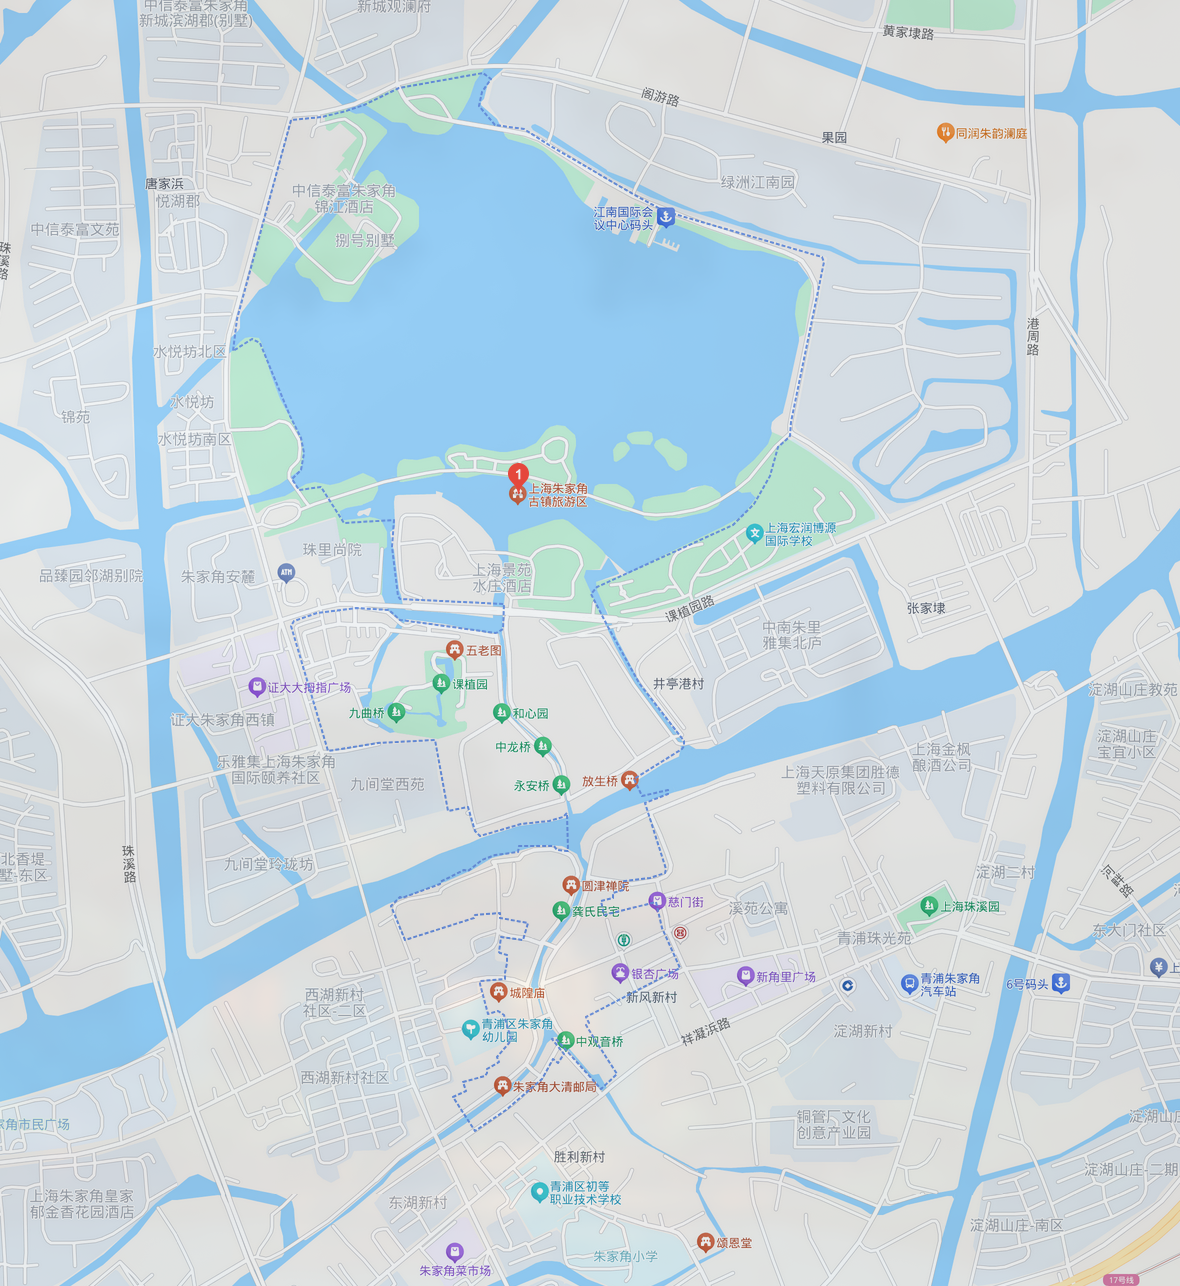 中信泰富朱家角
新城滨湖郡(别墅)
新城观澜府
黄家埭路
阁游路
果园
同润朱韵澜庭
唐家浜
悦湖郡
中信泰富文苑
珠溪路
中信泰富朱家角
锦江酒店
捌号别墅
绿洲江南园
江南国际会
议中心码头
港周路
水悦坊北区
水悦坊
水悦坊南区
锦苑
1
上海朱家角
古镇旅游区
文
上海宏润博源
国际学校
珠里尚院
品臻园邻湖别院
朱家角安麓
ATM
上海景苑
水庄酒店
课植园路
张家埭
中南朱里
雅集北庐
五老图
课植园
九曲桥
和心园
井亭港村
证大大拇指广场
证大朱家角西镇
中龙桥
永安桥
放生桥
乐雅集上海朱家角
国际颐养社区
九间堂西苑
淀湖山庄教苑
淀湖山庄
宝宜小区
上海金枫
酿酒公司
上海天原集团胜德
塑料有限公司
北香堤
墅-东区
珠溪路
九间堂玲珑坊
圆津禅院
龚氏民宅
慈门街
溪苑公寓
淀湖二村
上海珠溪园
青浦珠光苑
东大门社区
银杏广场
新角里广场
青浦朱家角
汽车站
6号码头
¥
上
西湖新村
社区-二区
城隍庙
新风新村
青浦区朱家角
幼儿园
中观音桥
祥凝浜路
淀湖新村
西湖新村社区
朱家角大清邮局
家角市民广场
铜管厂文化
创意产业园
淀湖山庄
胜利新村
淀湖山庄-二期
上海朱家角皇家
郁金香花园酒店
东湖新村
青浦区初等
职业技术学校
淀湖山庄-南区
颂恩堂
朱家角小学
朱家角菜市场
17号线